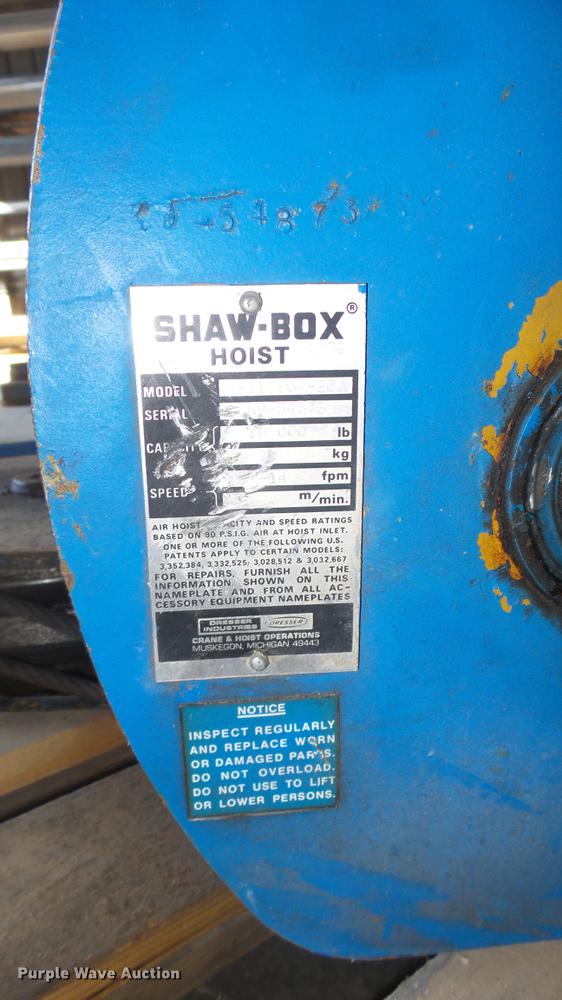 SHAW-BOX®
HOIST
MODEL
SERIAL
lb
kg
SPEED fpm
m/min.
AIR HOIST AND SPEED RATINGS
BASED ON 90 P.S.I.G. AIR AT HOIST INLET.
ONE OR MORE OF THE FOLLOWING U.S.
PATENTS APPLY TO CERTAIN MODELS:
3,352,384, 3,332,525; 3,028,512 & 3,032,667
FOR REPAIRS, FURNISH ALL THE
INFORMATION SHOWN ON THIS
NAMEPLATE AND FROM ALL AC-
CESSORY EQUIPMENT NAMEPLATES
DRESSER
INDUSTRIES DRESSER
CRANE & HOIST OPERATIONS
MUSKEGON, MICHIGAN 49443
NOTICE
INSPECT REGULARLY
AND REPLACE WORN
OR DAMAGED PARTS.
DO NOT OVERLOAD.
DO NOT USE TO LIFT
OR LOWER PERSONS.
Purple Wave Auction